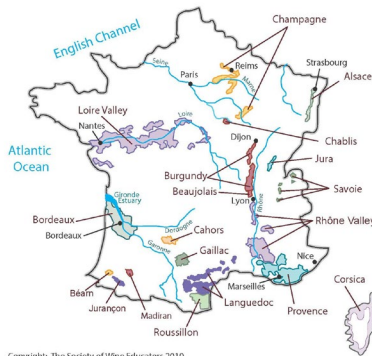 Champagne
English Channel
Seine
Reims
Marne
Paris
Strasbourg
Alsace
Loire Valley
Nantes
Loire
Chablis
Atlantic
Ocean
Dijon
Jura
Burgundy
Beaujolais
Lyon
Rhône
Savoie
Gironde
Estuary
Bordeaux
Bordeaux
Dordogne
Garonne
Cahors
Gaillac
Rhône Valley
Nice
Marseilles
Corsica
Béarn
Jurançon
Madiran
Languedoc
Provence
Roussillon
Copyright: The Society of Wine Educators 2019